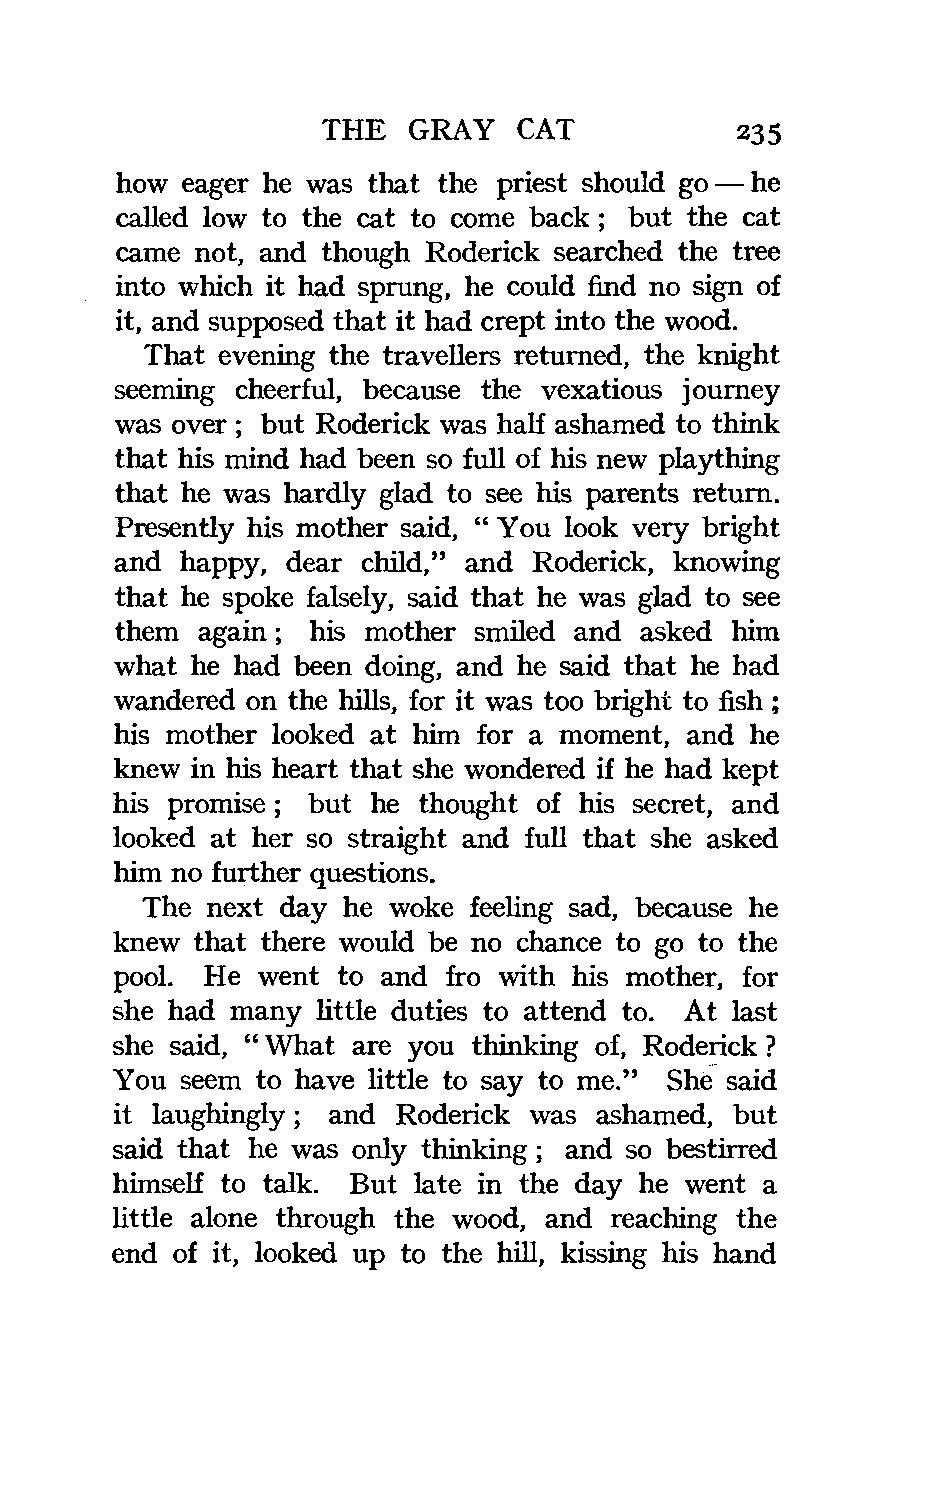 THE GRAY CAT 235
how eager he was that the priest should go — he
called low to the cat to come back ; but the cat
came not, and though Roderick searched the tree
into which it had sprung, he could find no sign of
it, and supposed that it had crept into the wood.
That evening the travellers returned, the knight
seeming cheerful, because the vexatious journey
was over ; but Roderick was half ashamed to think
that his mind had been so full of his new plaything
that he was hardly glad to see his parents return.
Presently his mother said, “ You look very bright
and happy, dear child,” and Roderick, knowing
that he spoke falsely, said that he was glad to see
them again ; his mother smiled and asked him
what he had been doing, and he said that he had
wandered on the hills, for it was too bright to fish ;
his mother looked at him for a moment, and he
knew in his heart that she wondered if he had kept
his promise ; but he thought of his secret, and
looked at her so straight and full that she asked
him no further questions.
The next day he woke feeling sad, because he
knew that there would be no chance to go to the
pool. He went to and fro with his mother, for
she had many little duties to attend to. At last
she said, “ What are you thinking of, Roderick ?
You seem to have little to say to me.” She said
it laughingly ; and Roderick was ashamed, but
said that he was only thinking ; and so bestirred
himself to talk. But late in the day he went a
little alone through the wood, and reaching the
end of it, looked up to the hill, kissing his hand